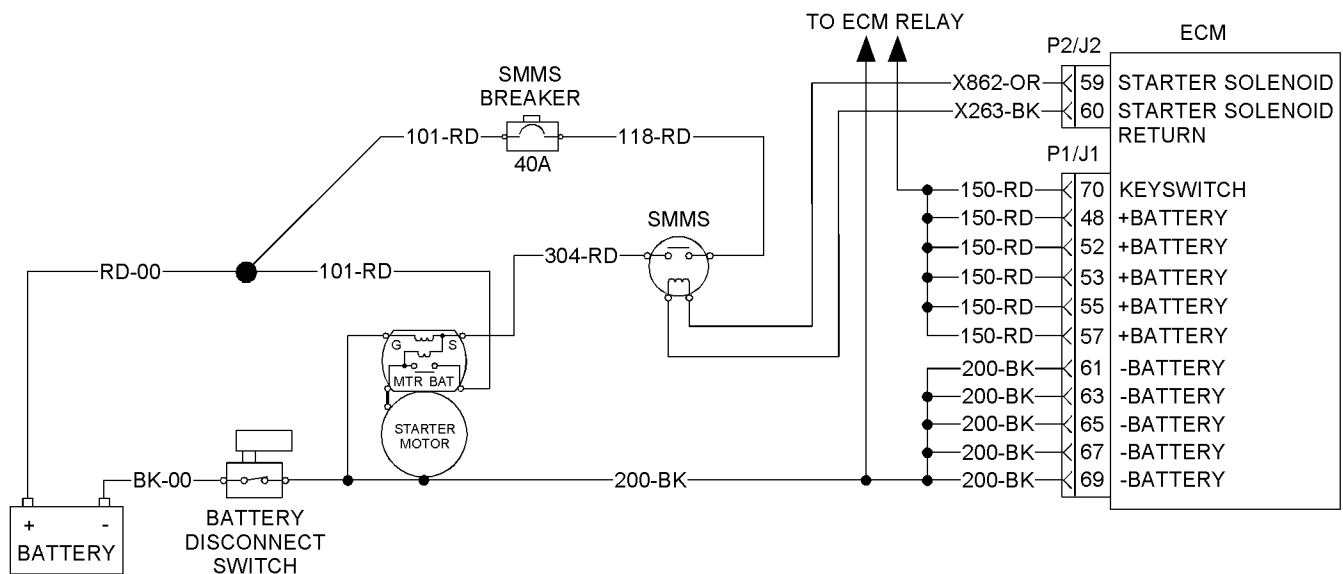 TO ECM RELAY
ECM
P2/J2
SMMS
BREAKER
X862-OR
59
STARTER SOLENOID
X263-BK
60
STARTER SOLENOID
RETURN
101-RD
118-RD
40A
P1/J1
150-RD
70
KEYSWITCH
SMMS
150-RD
48
+BATTERY
304-RD
150-RD
52
+BATTERY
RD-00
101-RD
150-RD
53
+BATTERY
150-RD
55
+BATTERY
150-RD
57
+BATTERY
G
S
200-BK
61
-BATTERY
MTR
BAT
200-BK
63
-BATTERY
STARTER
MOTOR
200-BK
65
-BATTERY
200-BK
67
-BATTERY
BK-00
200-BK
200-BK
69
-BATTERY
BATTERY
DISCONNECT
SWITCH
+
-
BATTERY